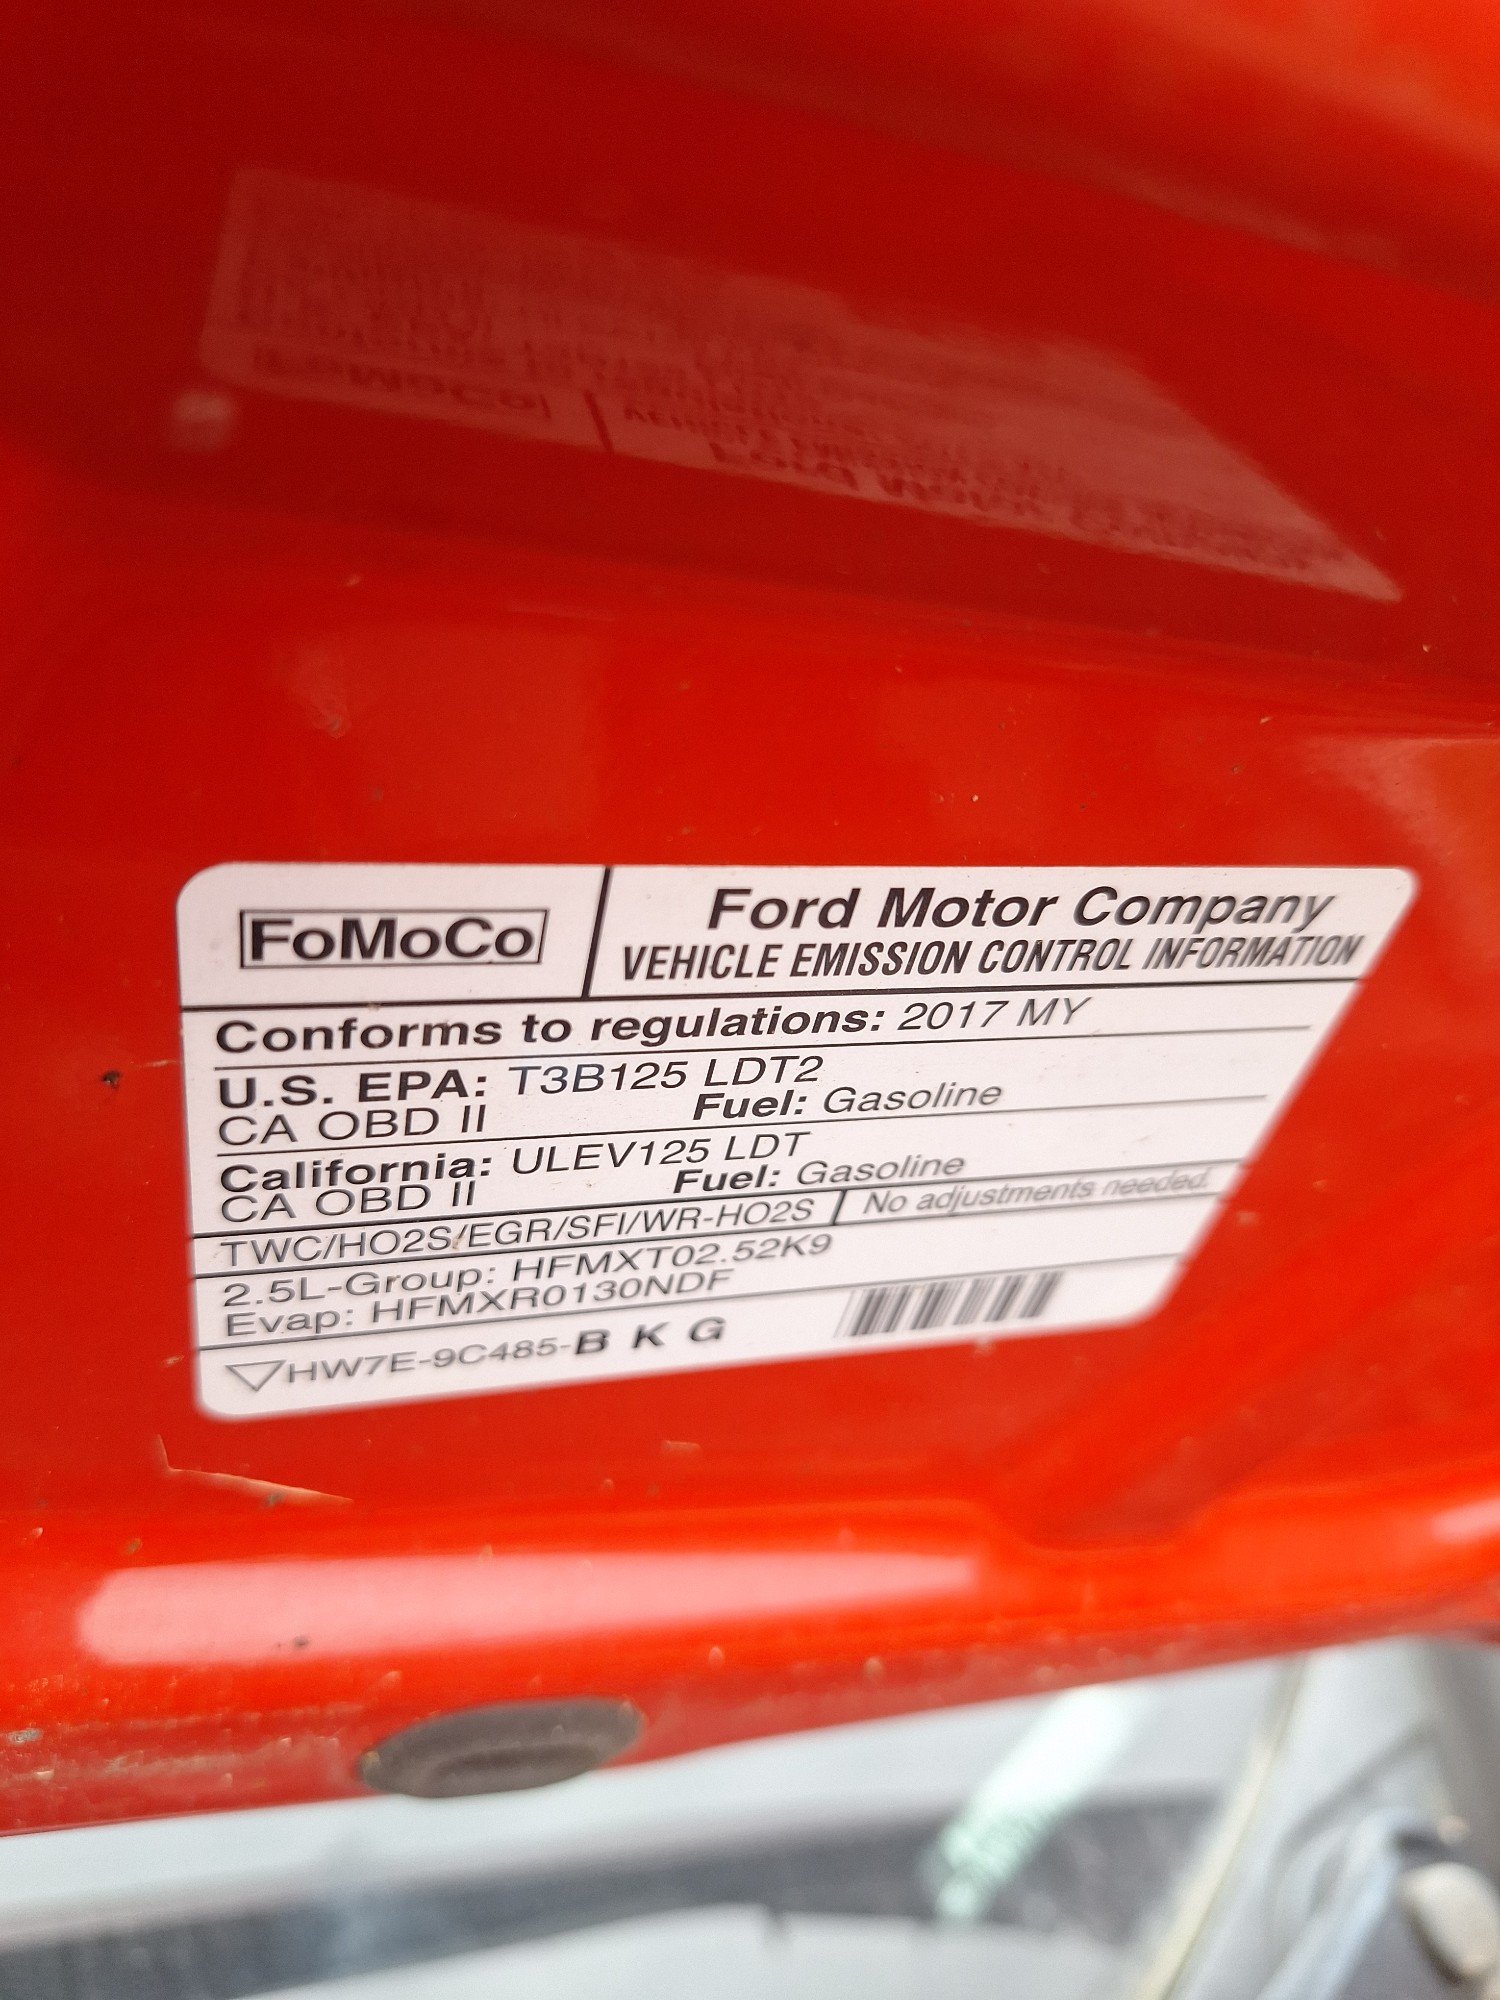 FoMoCo
Ford Motor Company
VEHICLE EMISSION CONTROL INFORMATION
Conforms to regulations: 2017 MY
U.S. EPA: T3B125 LDT2
CA OBD II Fuel: Gasoline
California: ULEV125 LDT
CA OBD II Fuel: Gasoline
TWC/HO2S/EGR/SFI/WR-HO2S No adjustments needed.
2.5L-Group: HFMXT02.52K9
Evap: HFMXR0130NDF
HW7E-9C485-B K G